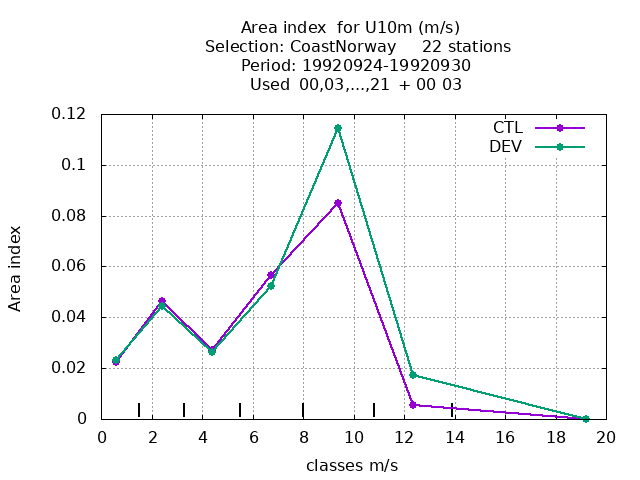 Area index  for U10m (m/s)
Selection: CoastNorway     22 stations
Period: 19920924-19920930
Used  00,03,...,21  + 00 03
0.12
0.1
0.08
0.06
0.04
0.02
0
CTL
DEV
Area index
0 2 4 6 8 10 12 14 16 18 20
classes m/s